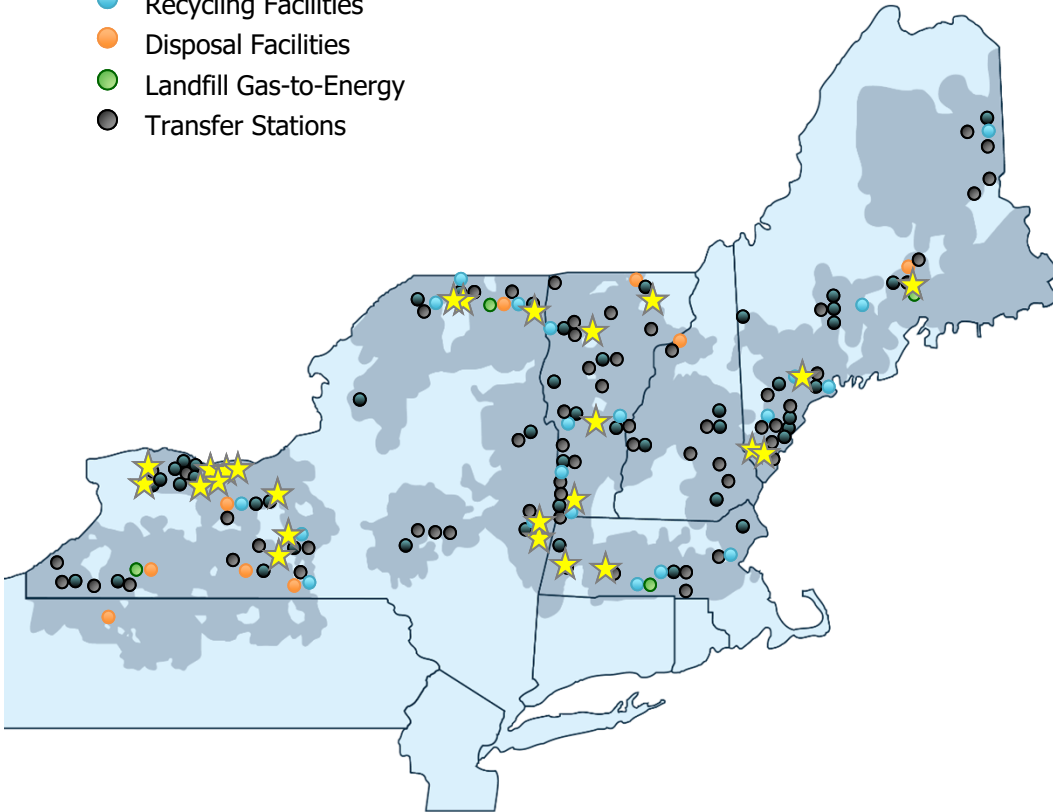 Recycling Facilities
Disposal Facilities
Landfill Gas-to-Energy
Transfer Stations